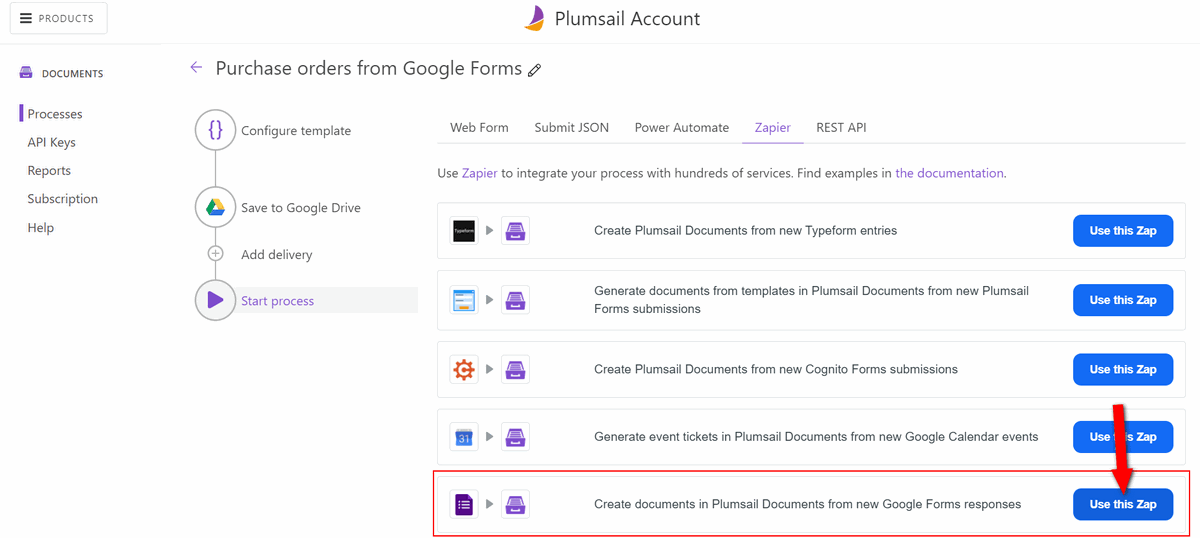 PRODUCTS
Plumsail Account
DOCUMENTS
Processes
API Keys
Reports
Subscription
Help
Purchase orders from Google Forms
{}
Configure template
Save to Google Drive
Add delivery
Start process
Web Form Submit JSON Power Automate Zapier REST API
Use Zapier to integrate your process with hundreds of services. Find examples in the documentation.
Typeform
Create Plumsail Documents from new Typeform entries
Use this Zap
Generate documents from templates in Plumsail Documents from new Plumsail
Forms submissions
Use this Zap
Create Plumsail Documents from new Cognito Forms submissions
Use this Zap
31
Generate event tickets in Plumsail Documents from new Google Calendar events
Use this Zap
Create documents in Plumsail Documents from new Google Forms responses
Use this Zap